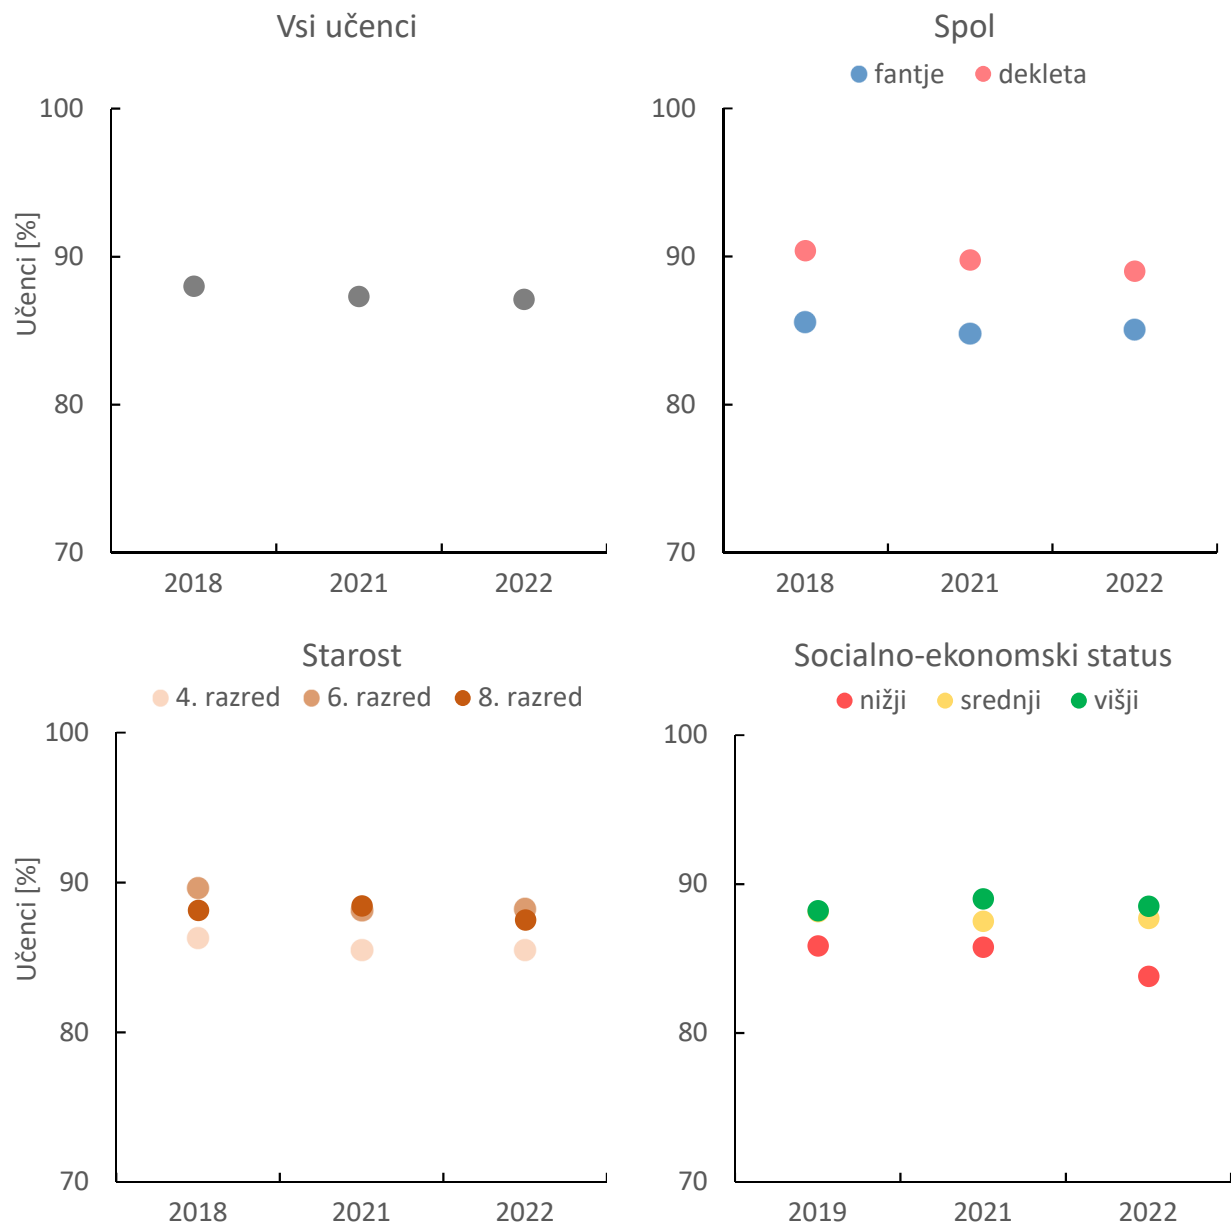 Vsi učenci
Učenci [%]
100
90
80
70
2018 2021 2022
Spol
fantje dekleta
100
90
80
70
2018 2021 2022
Starost
4. razred 6. razred 8. razred
Učenci [%]
100
90
80
70
2018 2021 2022
Socialno-ekonomski status
nižji srednji višji
100
90
80
70
2019 2021 2022